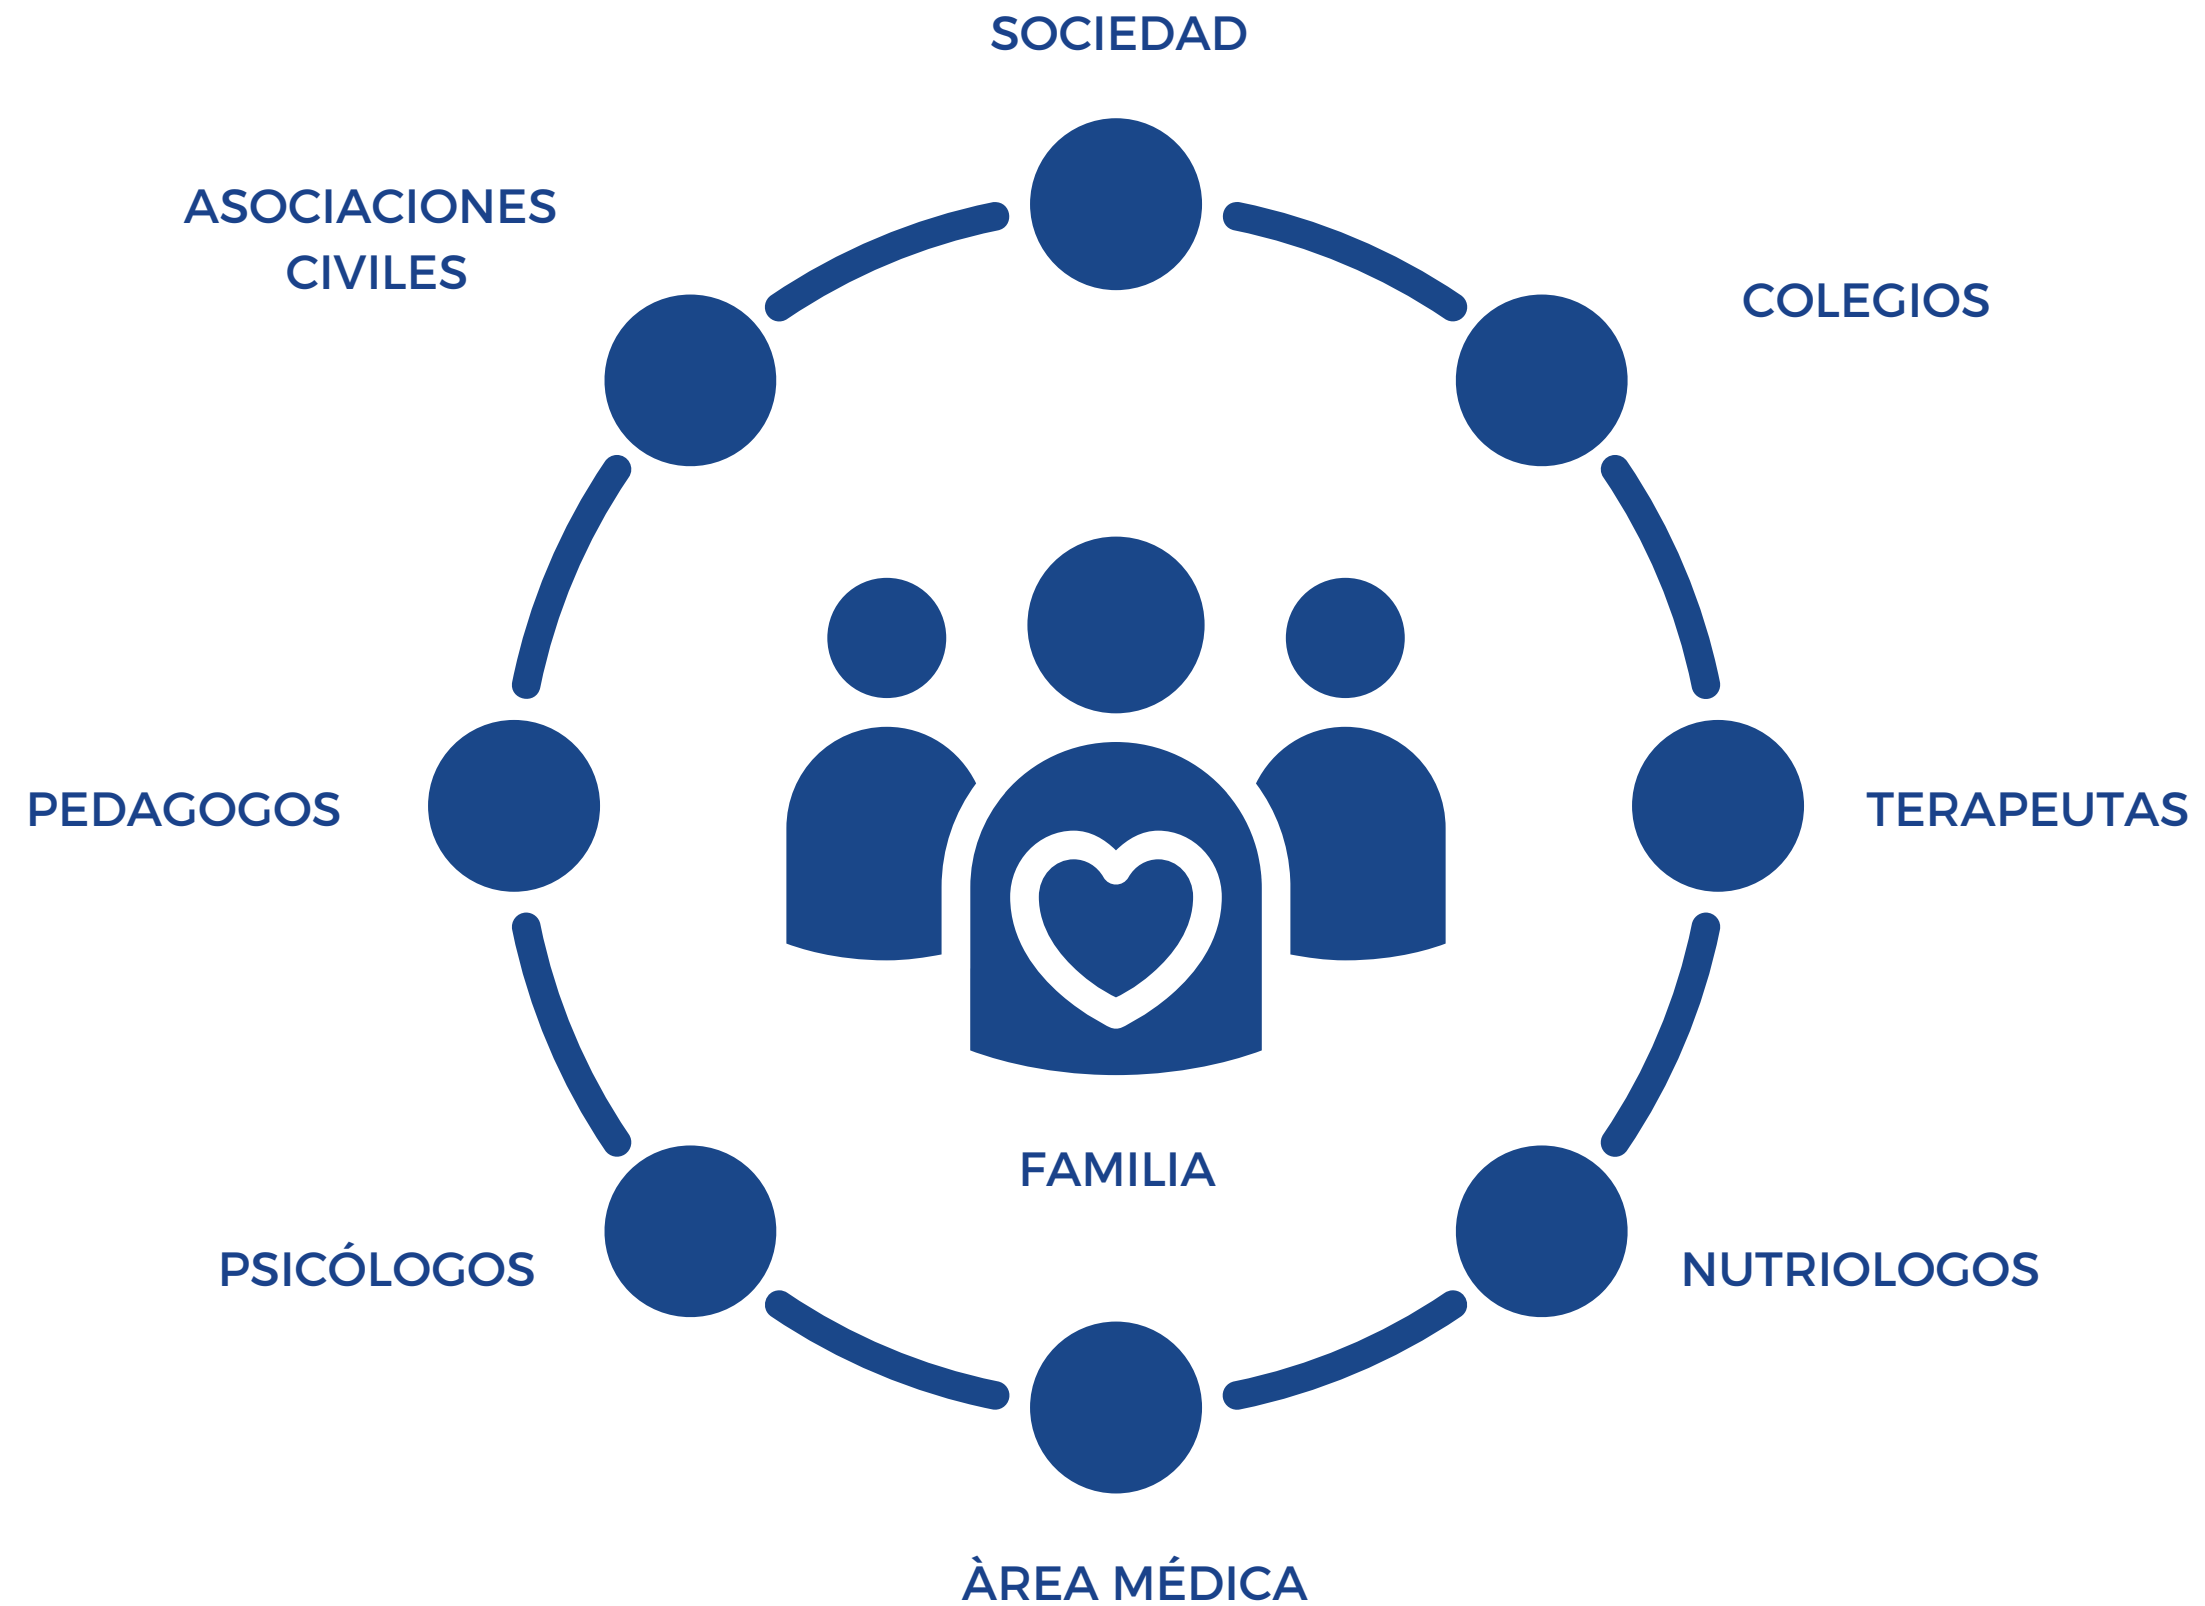 SOCIEDAD
ASOCIACIONES
CIVILES
COLEGIOS
PEDAGOGOS
TERAPEUTAS
FAMILIA
PSICÓLOGOS
NUTRIOLOGOS
ÀREA MÉDICA